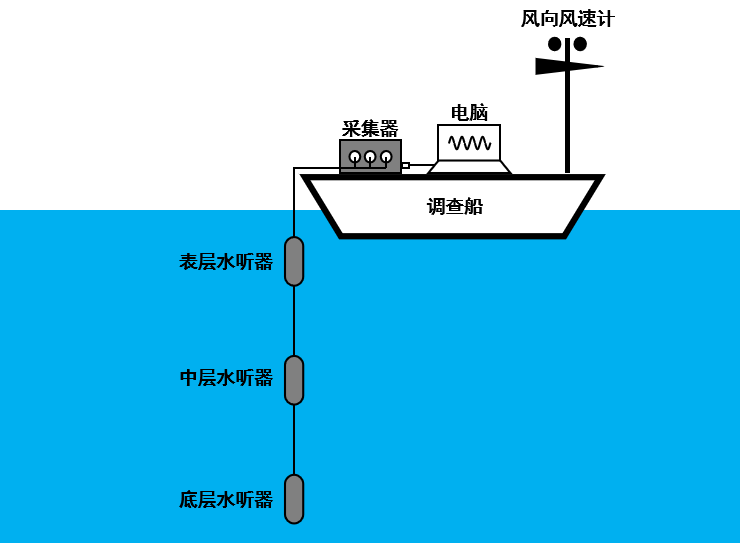 风向风速计
电脑
采集器
调查船
表层水听器
中层水听器
底层水听器